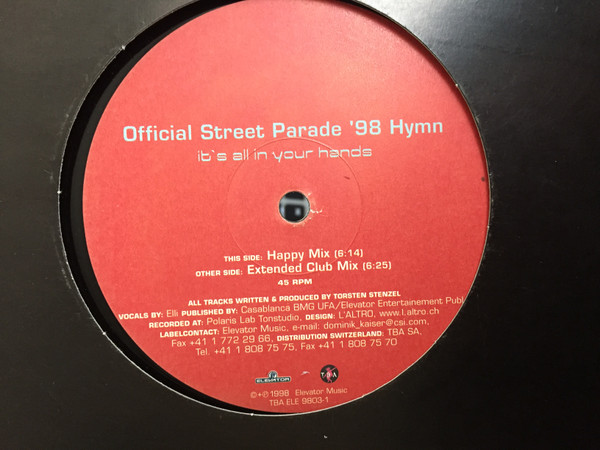 Official Street Parade '98 Hymn
it's all in your hands
THIS SIDE: Happy Mix (6:14)
OTHER SIDE: Extended Club Mix (6:25)
45 RPM
ALL TRACKS WRITTEN & PRODUCED BY TORSTEN STENZEL
VOCALS BY: Elli PUBLISHED BY: Casablanca BMG UFA/Elevator Entertainement Publ
RECORDED AT: Polaris Lab Tonstudio, DESIGN: L'ALTRO, www.l.altro.ch
LABELCONTACT: Elevator Music, e-mail: dominik_kaiser@csi.com,
Fax +41 1 772 29 66, DISTRIBUTION SWITZERLAND: TBA SA,
Tel. +41 1 808 75 75, Fax +41 1 808 75 70
ELEVATOR TBA
©+℗1998 Elevator Music
TBA ELE 9803-1